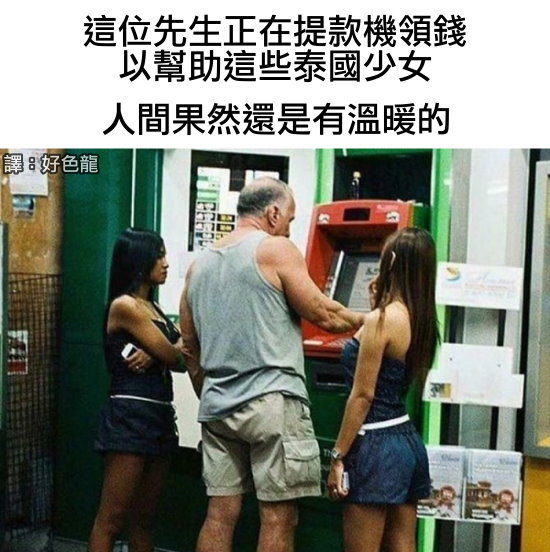 這位先生正在提款機領錢
以幫助這些泰國少女
人間果然還是有溫暖的
譯：好色龍